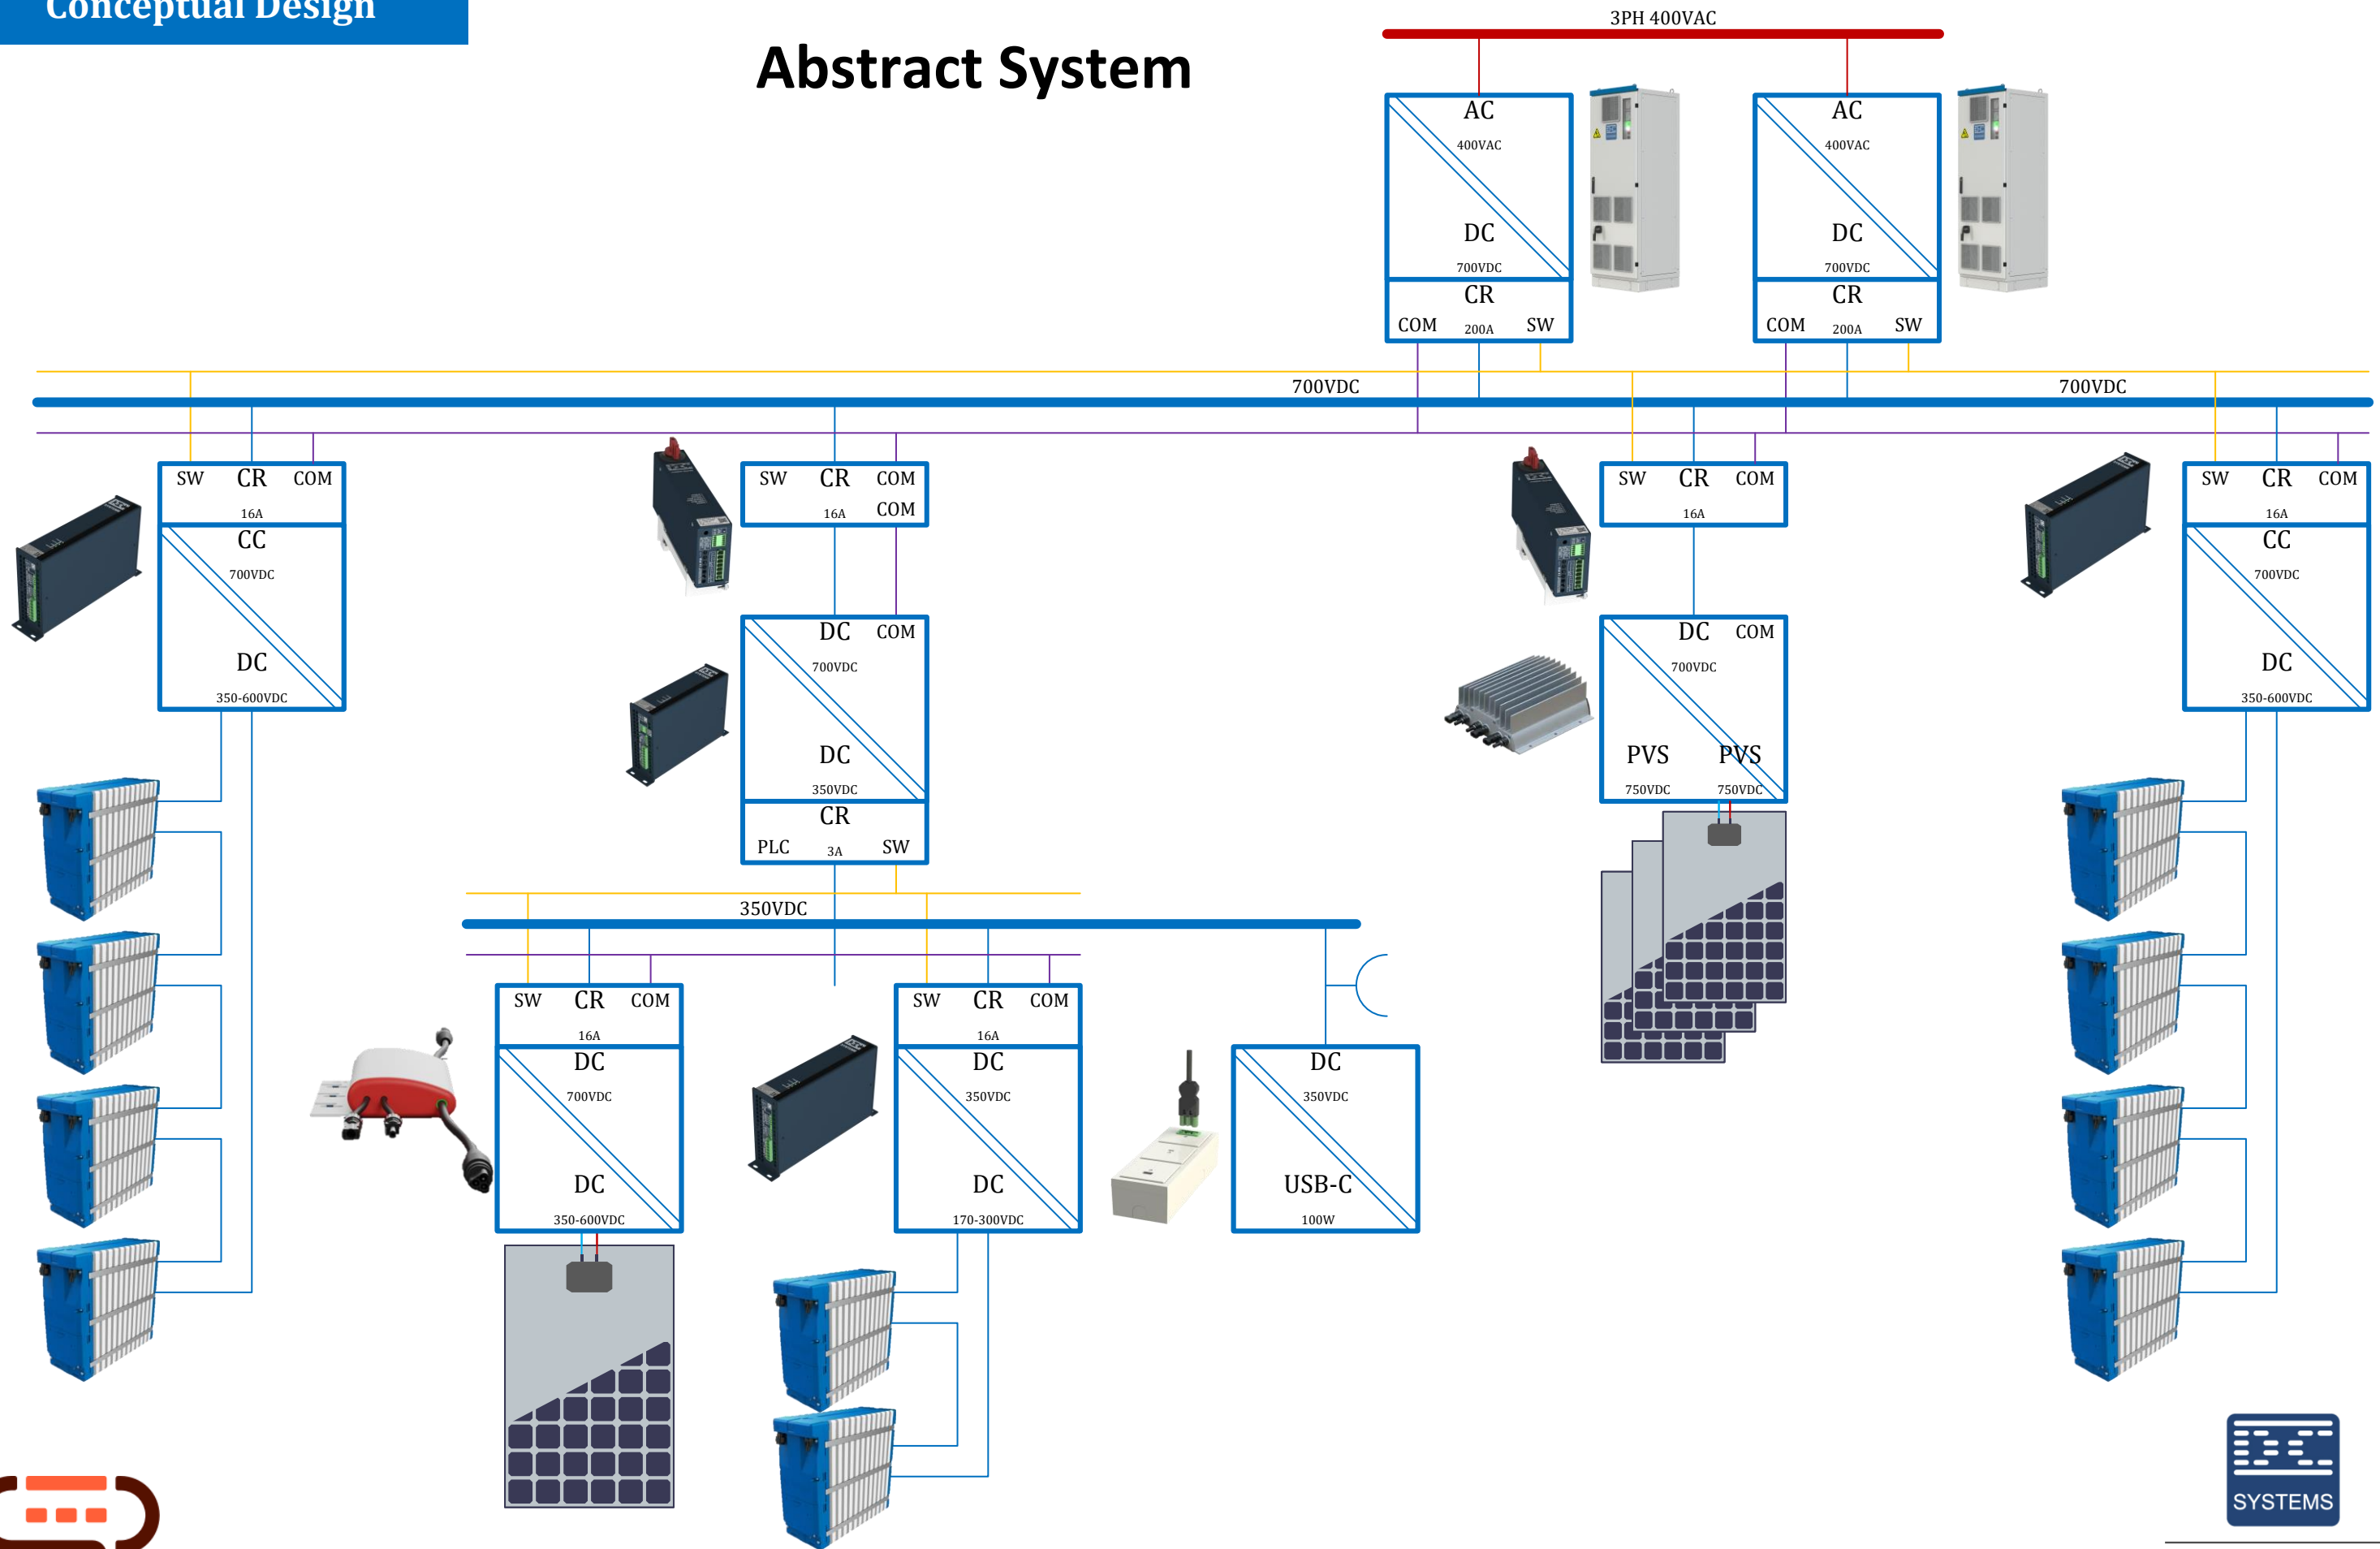 Conceptual Design
Abstract System
3PH 400VAC
AC
400VAC
DC
700VDC
CR
COM 200A SW
AC
400VAC
DC
700VDC
CR
COM 200A SW
700VDC
700VDC
SW CR COM
16A
CC
700VDC
DC
350-600VDC
SW CR COM
COM
16A
DC COM
700VDC
DC
350VDC
CR
PLC 3A SW
SW CR COM
16A
DC COM
700VDC
PVS PVS
750VDC 750VDC
SW CR COM
16A
CC
700VDC
DC
350-600VDC
350VDC
SW CR COM
16A
DC
700VDC
DC
350-600VDC
SW CR COM
16A
DC
350VDC
DC
170-300VDC
DC
350VDC
USB-C
100W
SYSTEMS